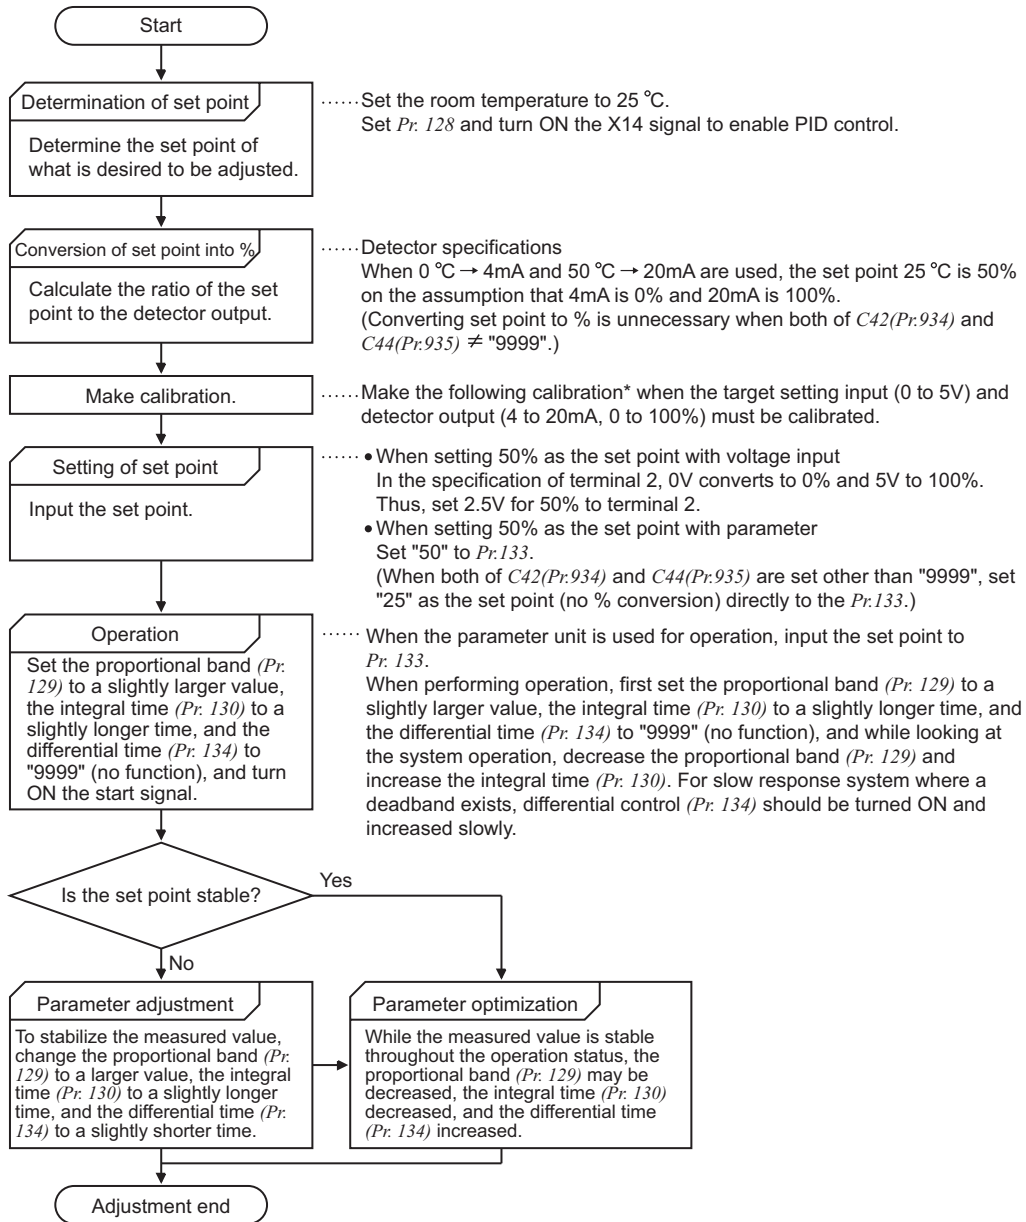 Start
Determination of set point
Determine the set point of
what is desired to be adjusted.
......Set the room temperature to 25 °C.
Set Pr. 128 and turn ON the X14 signal to enable PID control.
Conversion of set point into %
Calculate the ratio of the set
point to the detector output.
......Detector specifications
When 0 °C → 4mA and 50 °C → 20mA are used, the set point 25 °C is 50%
on the assumption that 4mA is 0% and 20mA is 100%.
(Converting set point to % is unnecessary when both of C42(Pr.934) and
C44(Pr.935) ≠ "9999".)
Make calibration.
......Make the following calibration* when the target setting input (0 to 5V) and
detector output (4 to 20mA, 0 to 100%) must be calibrated.
Setting of set point
Input the set point.
...... • When setting 50% as the set point with voltage input
In the specification of terminal 2, 0V converts to 0% and 5V to 100%.
Thus, set 2.5V for 50% to terminal 2.
• When setting 50% as the set point with parameter
Set "50" to Pr.133.
(When both of C42(Pr.934) and C44(Pr.935) are set other than "9999", set
"25" as the set point (no % conversion) directly to the Pr.133.)
Operation
Set the proportional band (Pr.
129) to a slightly larger value,
the integral time (Pr. 130) to a
slightly longer time, and the
differential time (Pr. 134) to
"9999" (no function), and turn
ON the start signal.
...... When the parameter unit is used for operation, input the set point to
Pr. 133.
When performing operation, first set the proportional band (Pr. 129) to a
slightly larger value, the integral time (Pr. 130) to a slightly longer time, and
the differential time (Pr. 134) to "9999" (no function), and while looking at
the system operation, decrease the proportional band (Pr. 129) and
increase the integral time (Pr. 130). For slow response system where a
deadband exists, differential control (Pr. 134) should be turned ON and
increased slowly.
Is the set point stable?
Yes
No
Parameter adjustment
To stabilize the measured value,
change the proportional band (Pr.
129) to a larger value, the integral
time (Pr. 130) to a slightly longer
time, and the differential time (Pr.
134) to a slightly shorter time.
Parameter optimization
While the measured value is stable
throughout the operation status, the
proportional band (Pr. 129) may be
decreased, the integral time (Pr. 130)
decreased, and the differential time
(Pr. 134) increased.
Adjustment end